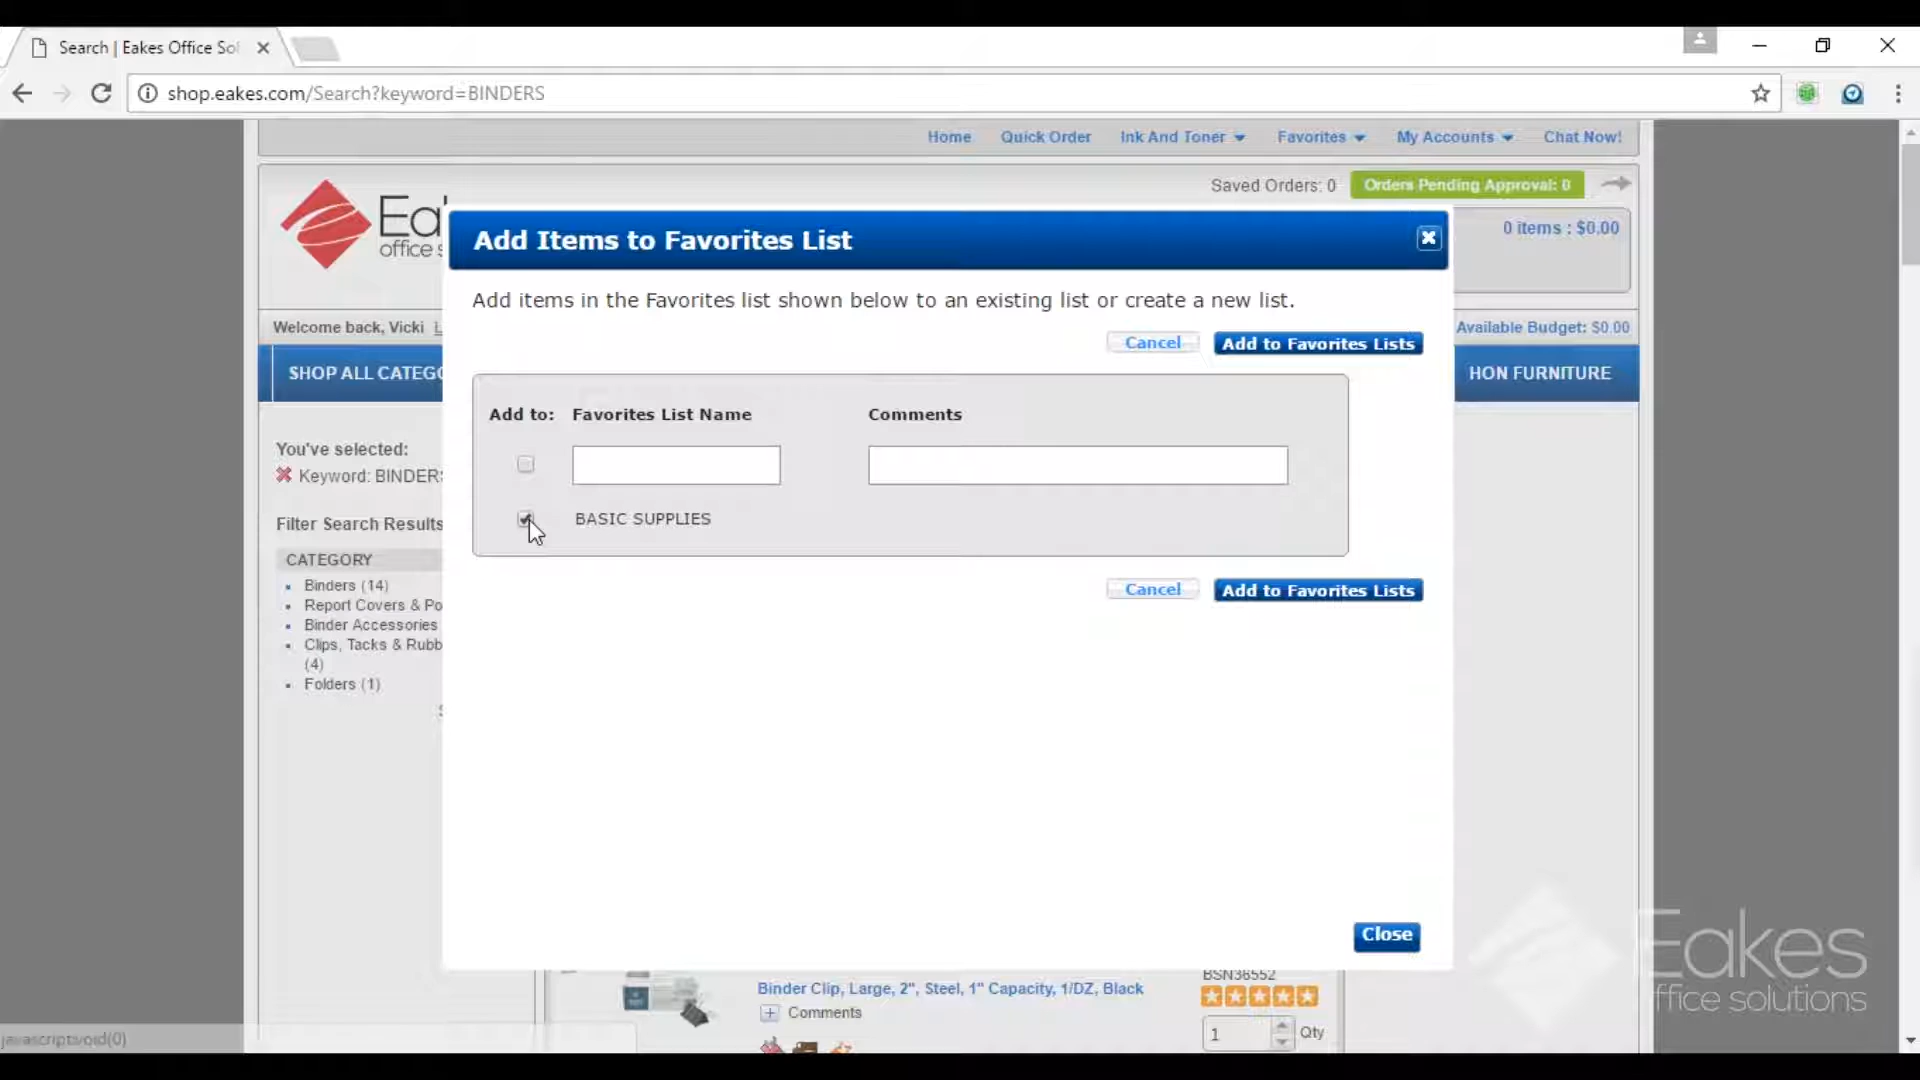 Search | Eakes Office Sol
shop.eakes.com/Search?keyword=BINDERS
Home Quick Order Ink And Toner Favorites My Accounts Chat Now!
Saved Orders: 0 Orders Pending Approval: 0
Eak
office s
0 items : $0.00
Add Items to Favorites List
Add items in the Favorites list shown below to an existing list or create a new list.
Welcome back, Vicki L
Available Budget: $0.00
Cancel Add to Favorites Lists
SHOP ALL CATEGO
HON FURNITURE
Add to: Favorites List Name Comments
You've selected:
Keyword: BINDERS
BASIC SUPPLIES
Filter Search Results
CATEGORY
Binders (14)
Report Covers & Po
Binder Accessories
Clips, Tacks & Rubb
(4)
Folders (1)
Cancel Add to Favorites Lists
Close
BSN36552
Binder Clip, Large, 2", Steel, 1" Capacity, 1/DZ, Black
Comments
1 Qty
Eakes
office solutions
javascript:void(0)